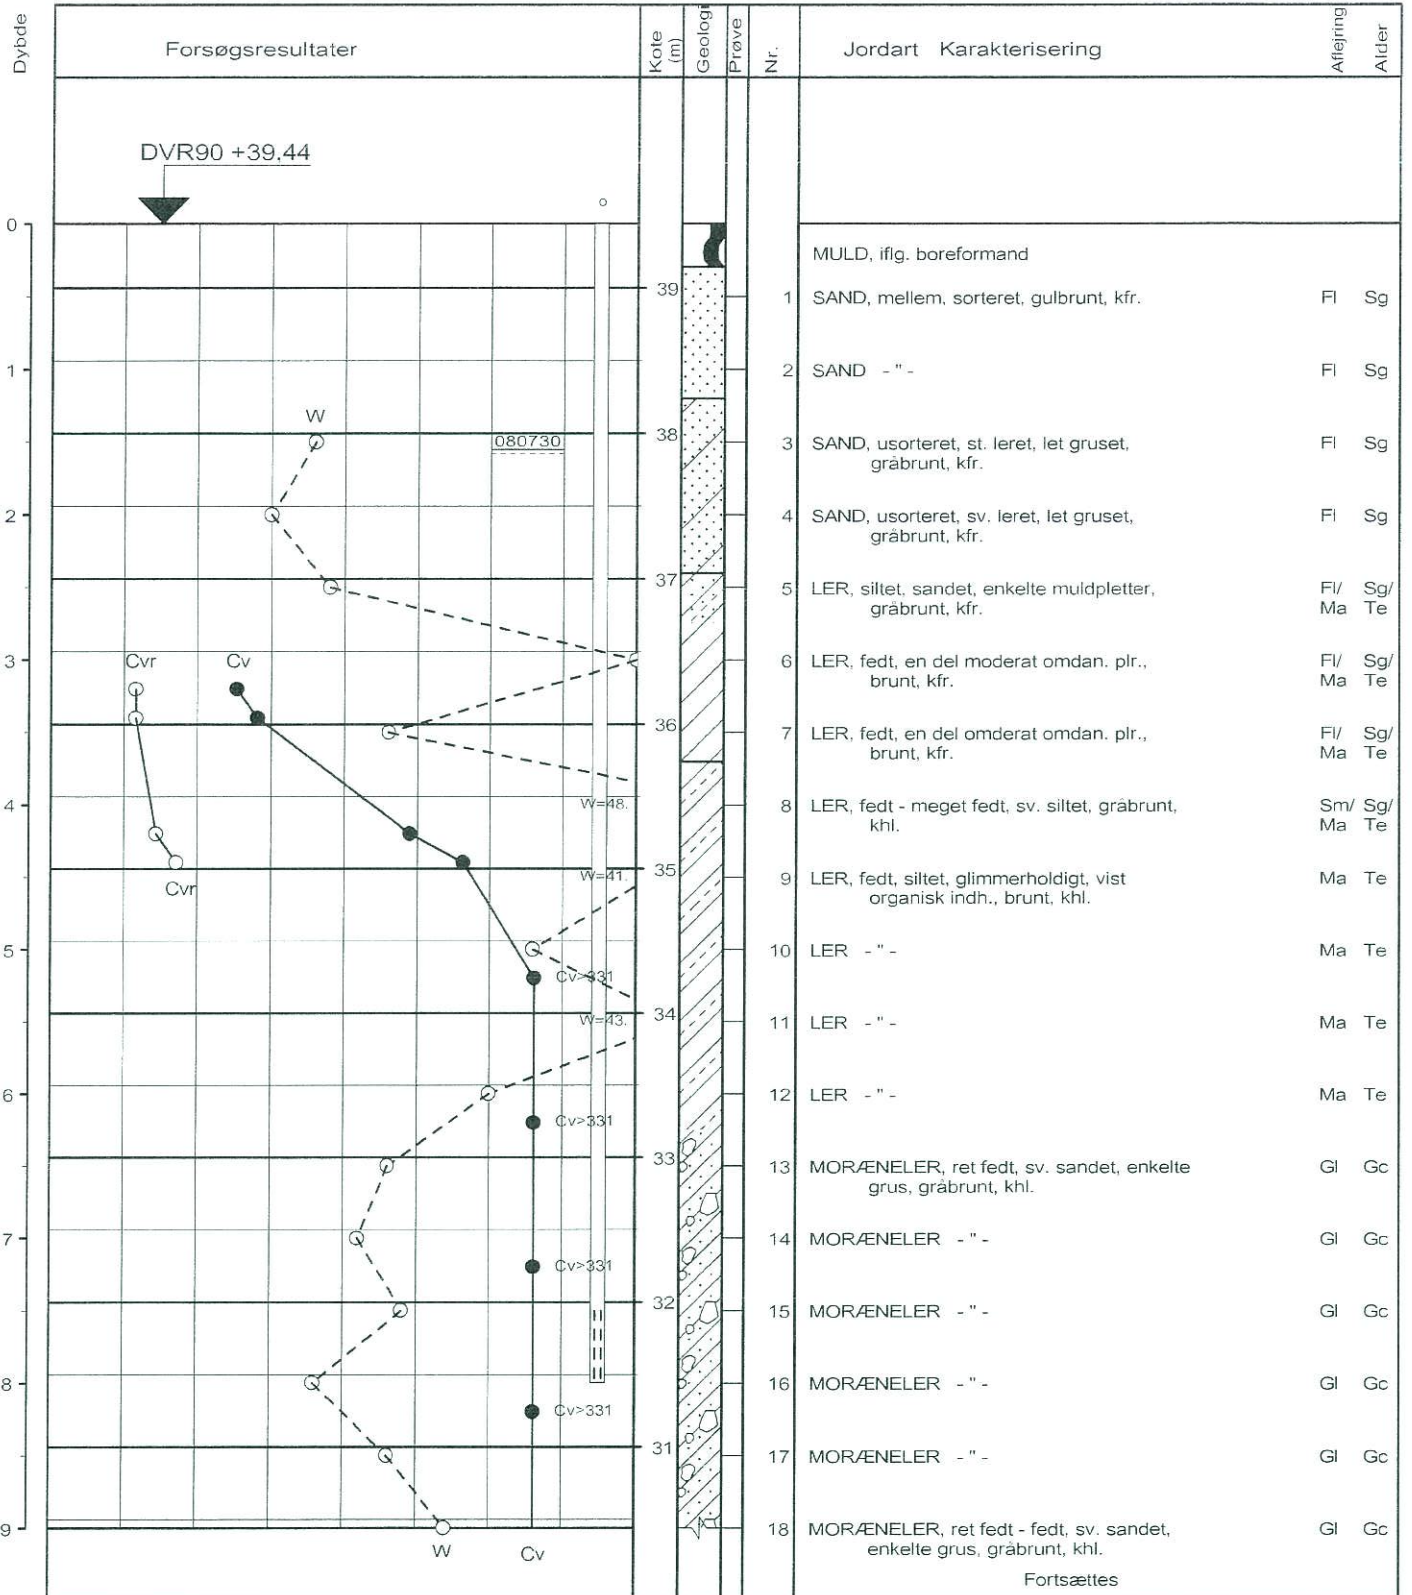 Dybde
Forsøgsresultater
Kote (m)
Geologi
Prøve
Nr.
Jordart Karakterisering
Aflejring
Alder
DVR90 +39,44
0
MULD, iflg. boreformand
39
1 SAND, mellem, sorteret, gulbrunt, kfr. Fl Sg
1
2 SAND - " - Fl Sg
W
38
080730
3 SAND, usorteret, st. leret, let gruset, Fl Sg
gråbrunt, kfr.
2
4 SAND, usorteret, sv. leret, let gruset, Fl Sg
gråbrunt, kfr.
37
5 LER, siltet, sandet, enkelte muldpletter, Fl/ Sg/
gråbrunt, kfr. Ma Te
3
Cvr Cv
6 LER, fedt, en del moderat omdan. plr., Fl/ Sg/
brunt, kfr. Ma Te
36
7 LER, fedt, en del omderat omdan. plr., Fl/ Sg/
brunt, kfr. Ma Te
4
W=48.
8 LER, fedt - meget fedt, sv. siltet, gråbrunt, Sm/ Sg/
khl. Ma Te
35
W=41.
Cvr
9 LER, fedt, siltet, glimmerholdigt, vist Ma Te
organisk indh., brunt, khl.
5
10 LER - " - Ma Te
Cv>331
34
W=43.
11 LER - " - Ma Te
6
12 LER - " - Ma Te
Cv>331
33
13 MORÆNELER, ret fedt, sv. sandet, enkelte Gl Gc
grus, gråbrunt, khl.
7
14 MORÆNELER - " - Gl Gc
Cv>331
32
15 MORÆNELER - " - Gl Gc
8
16 MORÆNELER - " - Gl Gc
Cv>331
31
17 MORÆNELER - " - Gl Gc
9
18 MORÆNELER, ret fedt - fedt, sv. sandet, Gl Gc
enkelte grus, gråbrunt, khl.
W Cv
Fortsættes